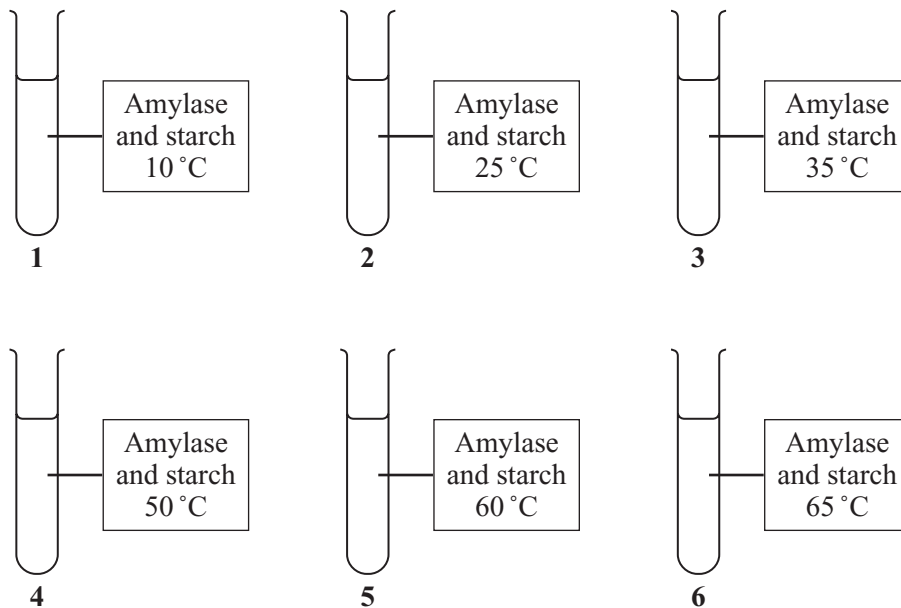 Amylase
and starch
10 °C
1
Amylase
and starch
25 °C
2
Amylase
and starch
35 °C
3
Amylase
and starch
50 °C
4
Amylase
and starch
60 °C
5
Amylase
and starch
65 °C
6